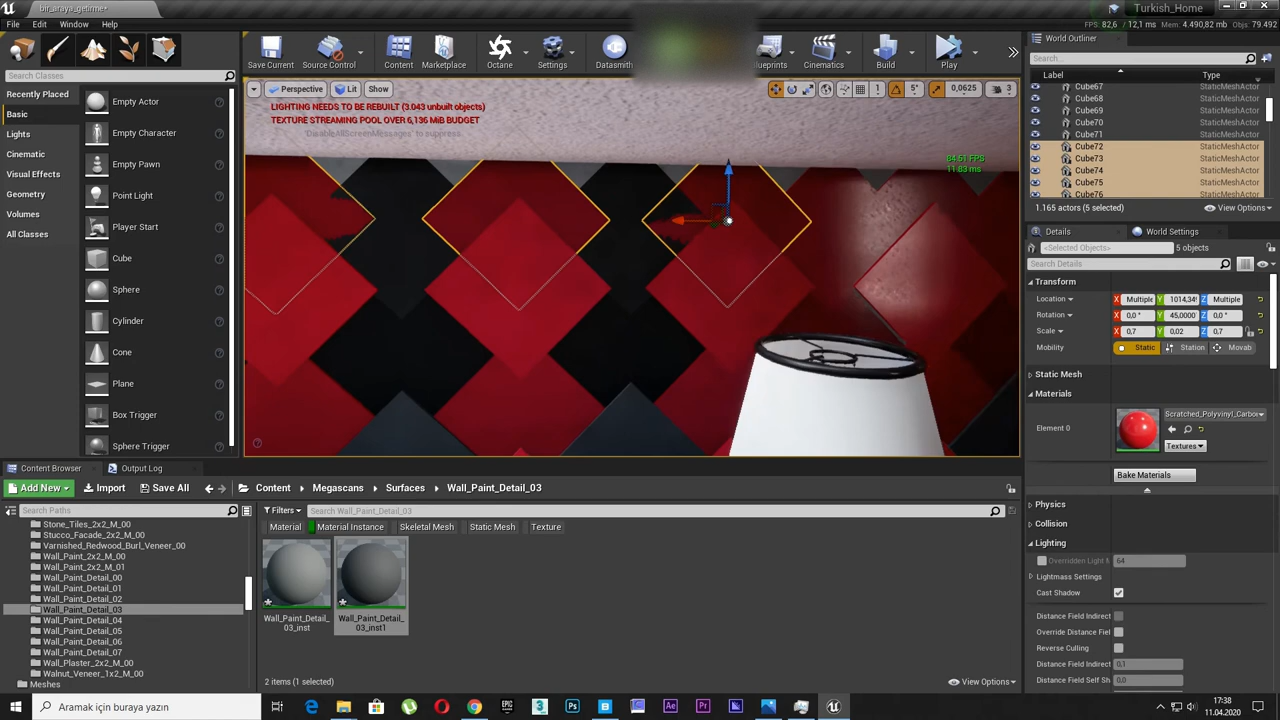 bir_araya_getirme*
Turkish_Home
File Edit Window Help
FPS: 82,6 / 12,1 ms Mem: 4.490,82 mb Objs: 79.492
Save Current Source Control Content Marketplace Octane Settings Datasmith Cinematics Build Play
Search Classes
Recently Placed
Basic
Lights
Cinematic
Visual Effects
Geometry
Volumes
All Classes
Empty Actor
Empty Character
Empty Pawn
Point Light
Player Start
Cube
Sphere
Cylinder
Cone
Plane
Box Trigger
Sphere Trigger
Perspective Lit Show
1 5° 0,0625 3
LIGHTING NEEDS TO BE REBUILT (3.043 unbuilt objects)
TEXTURE STREAMING POOL OVER 6,136 MiB BUDGET
'DisableAllScreenMessages' to suppress
84.51 FPS
11.83 ms
World Outliner
Search...
Label Type
Cube67 StaticMeshActor
Cube68 StaticMeshActor
Cube69 StaticMeshActor
Cube70 StaticMeshActor
Cube71 StaticMeshActor
Cube72 StaticMeshActor
Cube73 StaticMeshActor
Cube74 StaticMeshActor
Cube75 StaticMeshActor
Cube76 StaticMeshActor
1.165 actors (5 selected) View Options
Details World Settings
<Selected Objects> 5 objects
Search Details
Transform
Location X Multiple Y 1014,34 Z Multiple
Rotation X 0,0 ° Y 45,0000 Z 0,0 °
Scale X 0,7 Y 0,02 Z 0,7
Mobility Static Station Movab
Static Mesh
Materials
Element 0
Scratched_Polyvinyl_Carbo
Textures
Bake Materials
Physics
Collision
Lighting
Overridden Light M 64
Lightmass Settings
Cast Shadow
Distance Field Indirect
Override Distance Fiel
Reverse Culling
Distance Field Indirect 0,1
Distance Field Self Sh 0,0
Content Browser Output Log
Add New Import Save All Content Megascans Surfaces Wall_Paint_Detail_03
Search Paths
Stone_Tiles_2x2_M_00
Stucco_Facade_2x2_M_00
Varnished_Redwood_Burl_Veneer_00
Wall_Paint_2x2_M_00
Wall_Paint_2x2_M_01
Wall_Paint_Detail_00
Wall_Paint_Detail_01
Wall_Paint_Detail_02
Wall_Paint_Detail_03
Wall_Paint_Detail_04
Wall_Paint_Detail_05
Wall_Paint_Detail_06
Wall_Paint_Detail_07
Wall_Plaster_2x2_M_00
Walnut_Veneer_1x2_M_00
Meshes
Filters Search Wall_Paint_Detail_03
Material Material Instance Skeletal Mesh Static Mesh Texture
Wall_Paint_Detail_
03_inst
Wall_Paint_Detail_
03_inst1
2 items (1 selected) View Options
Aramak için buraya yazın
17:38
11.04.2020